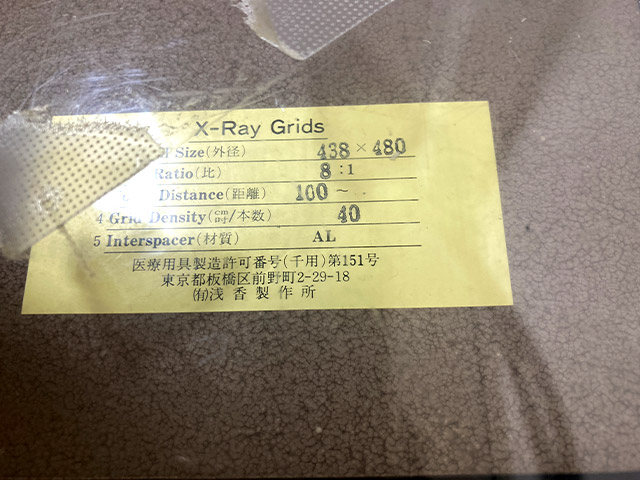 X-Ray Grids
Size(外径) 438 × 480
Ratio(比) 8 :1
Distance(距離) 100 ~
4 Grid Density(cm吋/本数) 40
5 Interspacer(材質) AL
医療用具製造許可番号(千用)第151号
東京都板橋区前野町2-29-18
(有)浅香製作所